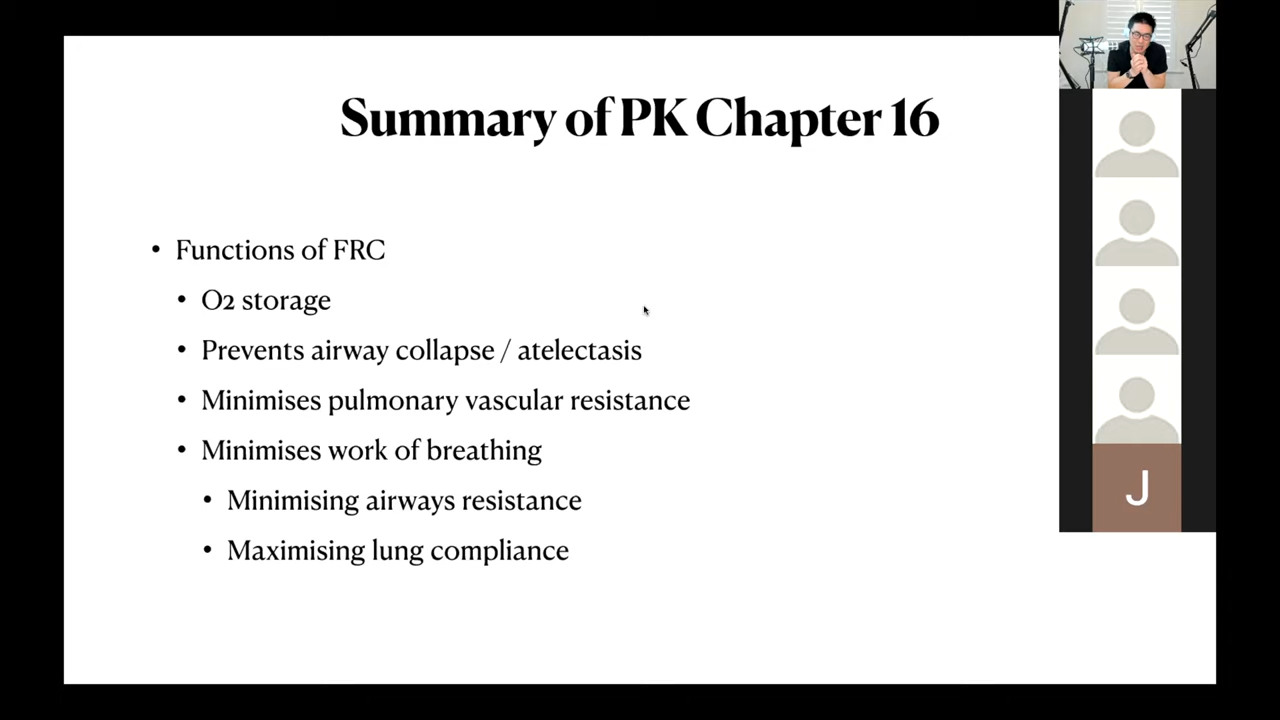 Summary of PK Chapter 16
• Functions of FRC
• O2 storage
• Prevents airway collapse / atelectasis
• Minimises pulmonary vascular resistance
• Minimises work of breathing
• Minimising airways resistance
• Maximising lung compliance
J